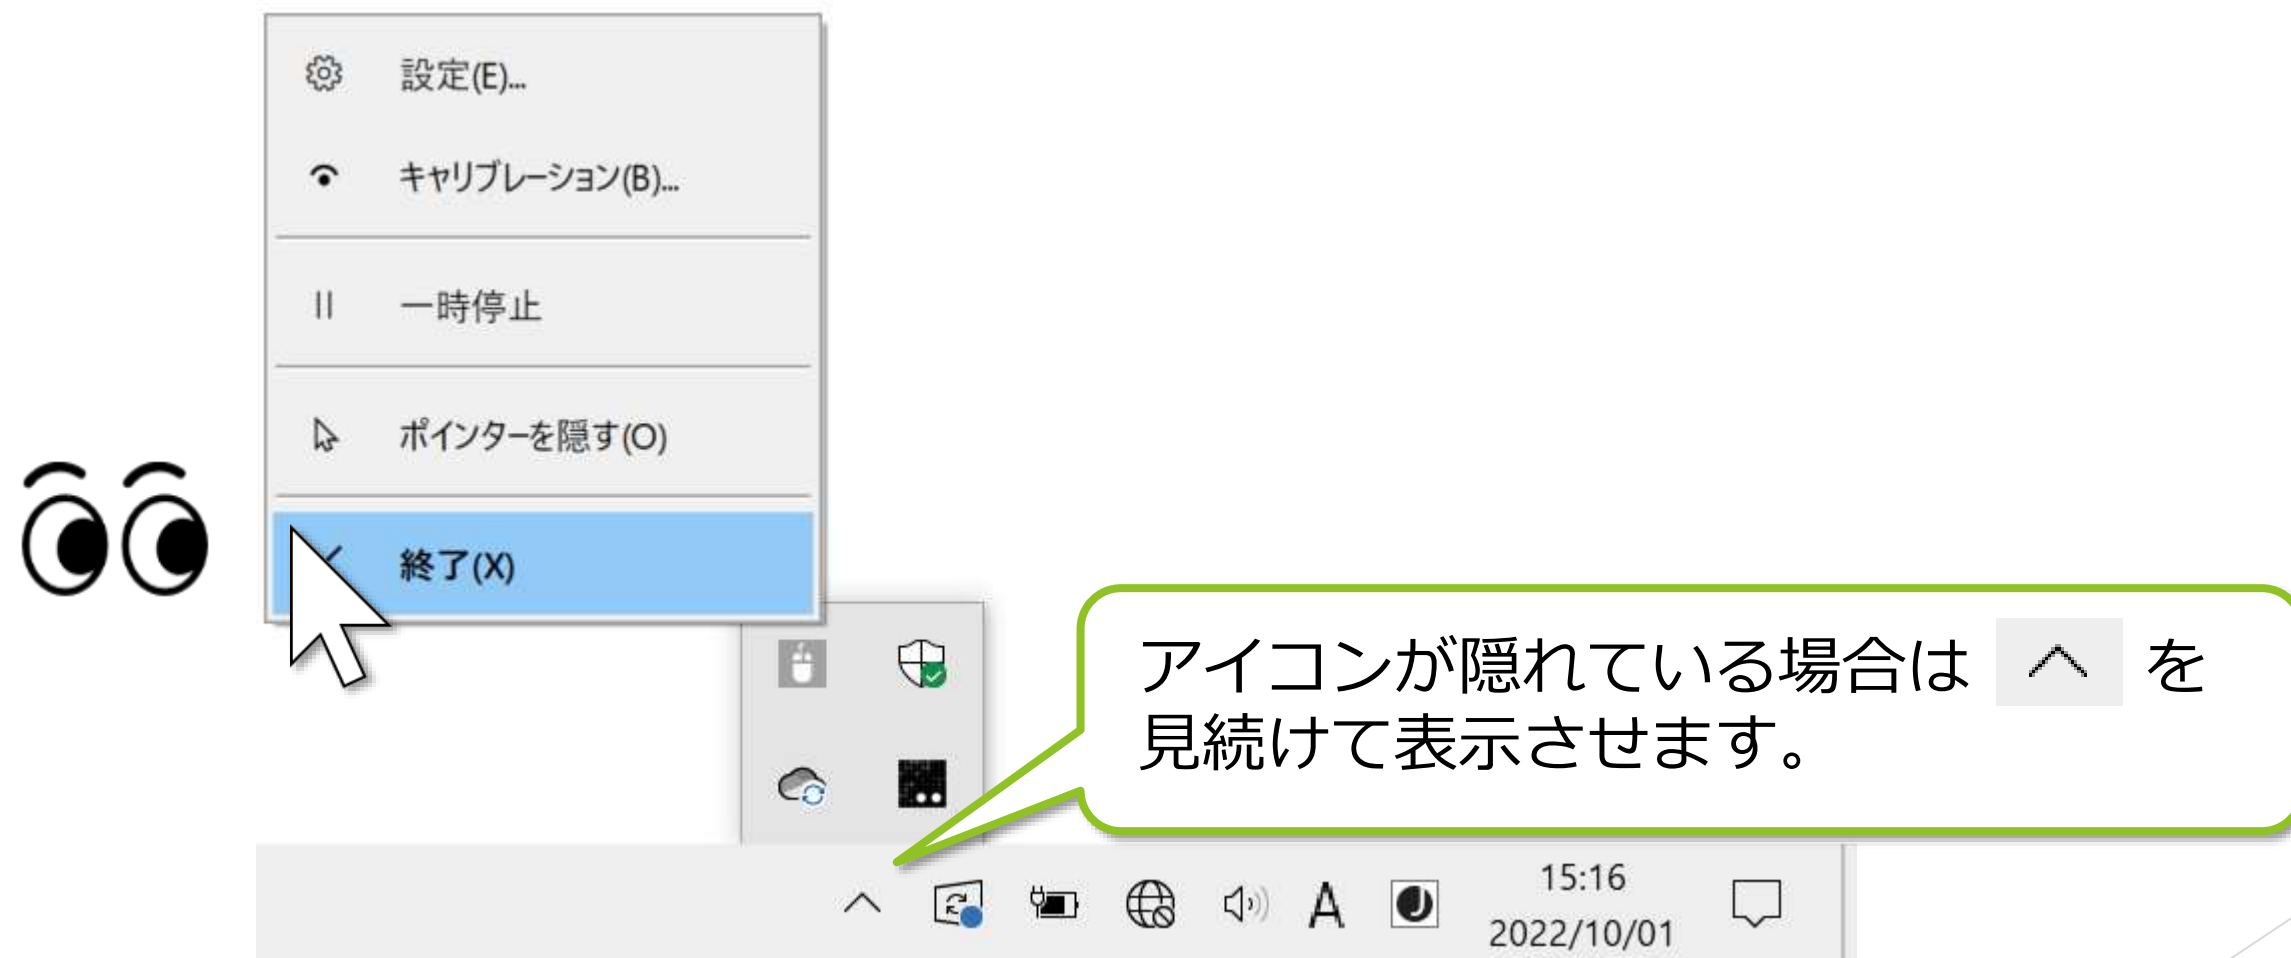 設定(E)...
キャリブレーション(B)...
一時停止
ポインターを隠す(O)
終了(X)
アイコンが隠れている場合は へ を
見続けて表示させます。
A
15:16
2022/10/01